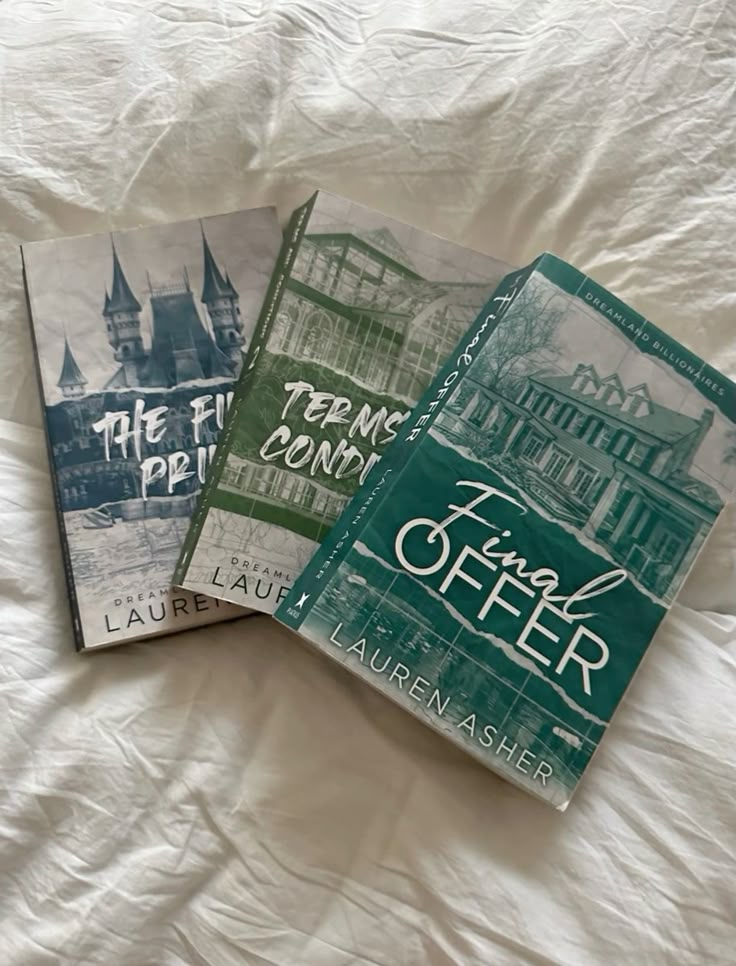 THE FI
PRI
DREAML
LAUREN
TERMS
CONDI
DREAML
LAUR
Final OFFER
LAUREN ASHER
DREAMLAND BILLIONAIRES
Final
OFFER
LAUREN ASHER